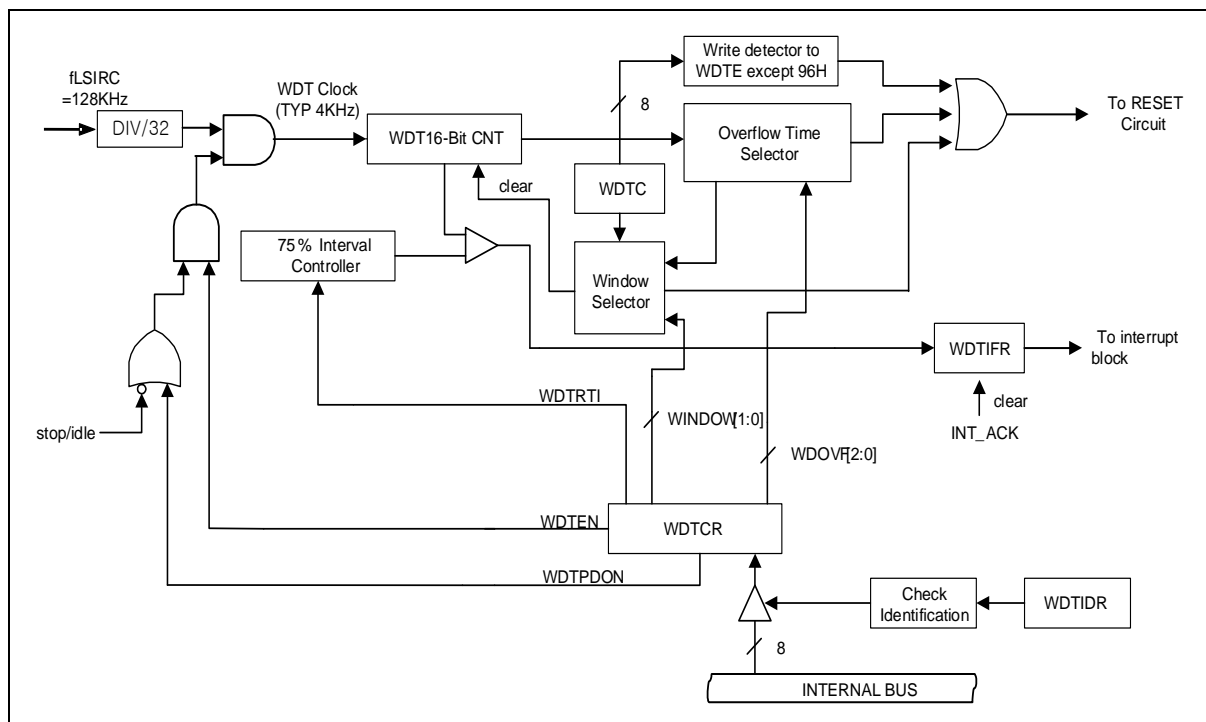 fLSIRC
=128KHz
DIV/32
WDT Clock
(TYP 4KHz)
WDT16-Bit CNT
clear
8
Write detector to
WDTE except 96H
Overflow Time
Selector
WDTC
To RESET
Circuit
75% Interval
Controller
Window
Selector
WDTIFR
To interrupt
block
clear
INT_ACK
stop/idle
WDTRTI
WINDOW[1:0]
WDOVF[2:0]
WDTEN
WDTCR
WDTPDON
Check
Identification
WDTIDR
8
INTERNAL BUS